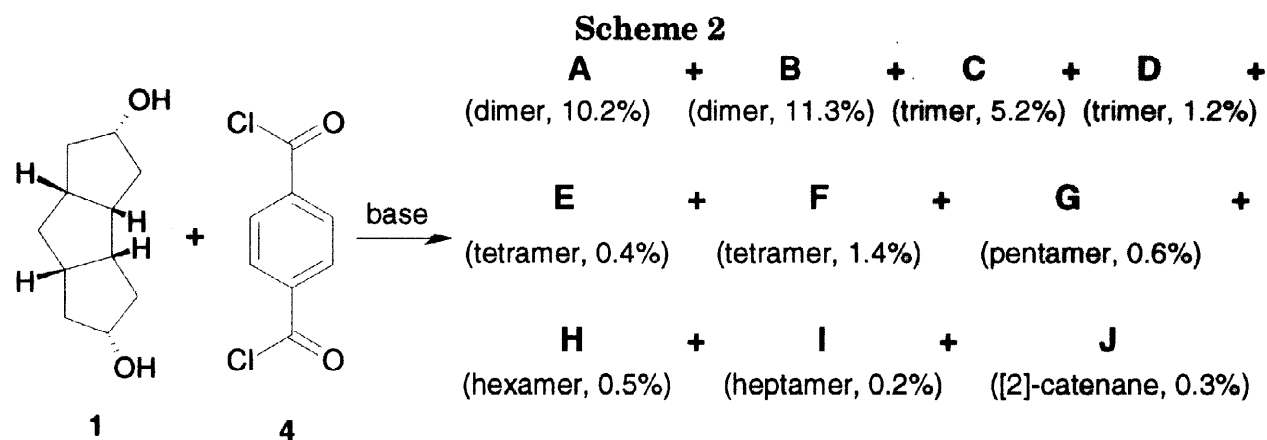 Scheme 2
A + B + C + D +
(dimer, 10.2%) (dimer, 11.3%) (trimer, 5.2%) (trimer, 1.2%)
OH
Cl O
H
H
H
H
+ base
E + F + G +
(tetramer, 0.4%) (tetramer, 1.4%) (pentamer, 0.6%)
Cl O
OH
H + I + J
(hexamer, 0.5%) (heptamer, 0.2%) ([2]-catenane, 0.3%)
1 4